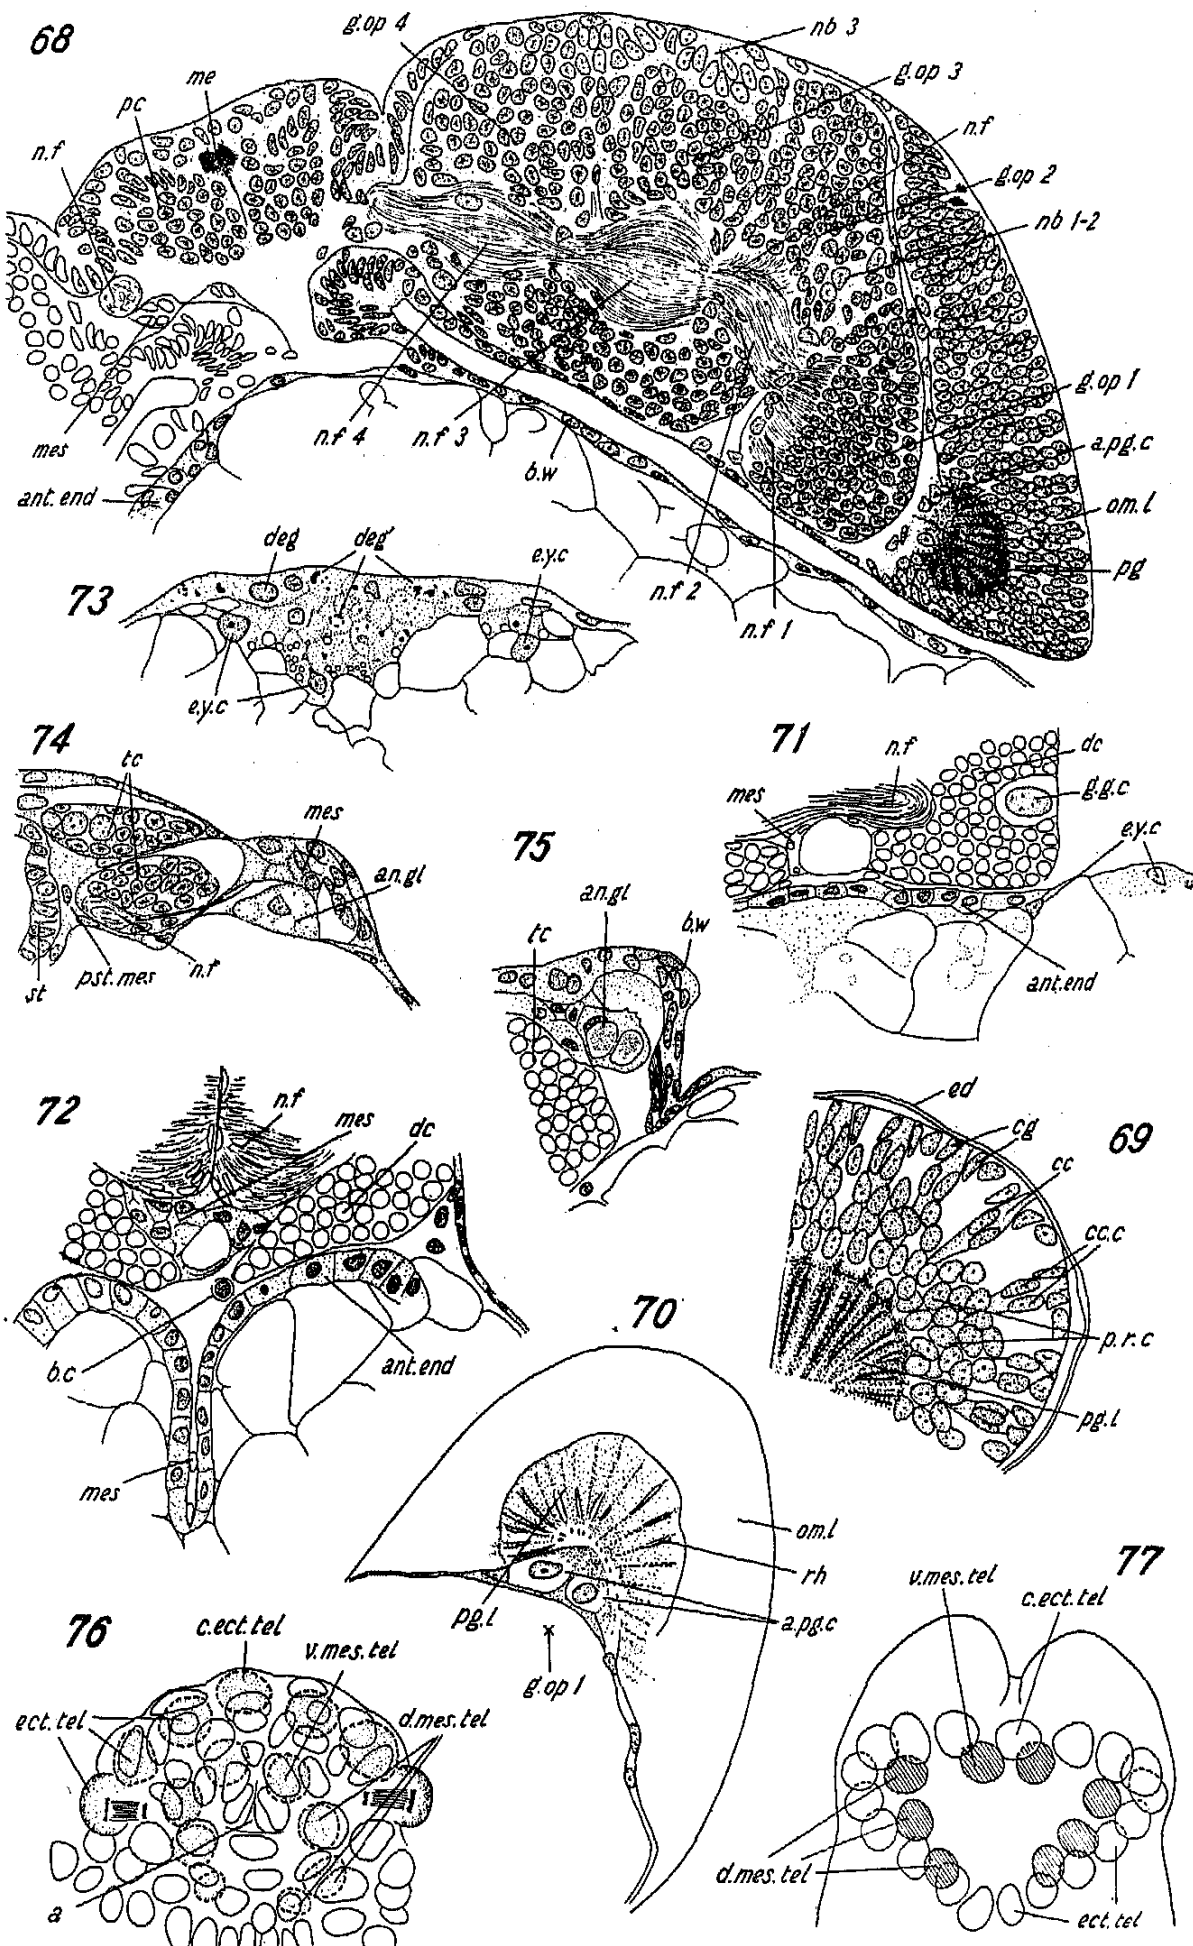 68
g.op 4
nb 3
me
pc
g.op 3
n.f
n.f
g.op 2
nb 1-2
g.op 1
a.pg.c
om.l
pg
mes
ant.end
n.f 4
n.f 3
b.w
n.f 2
n.f 1
73
deg
deg
e.y.c
e.y.c
74
tc
mes
an.gl
st
pst.mes
n.f
75
an.gl
tc
b.w
71
n.f
dc
g.g.c
mes
e.y.c
ant.end
72
n.f
mes
dc
b.c
ant.end
mes
69
ed
cg
cc
cc.c
p.r.c
pg.l
70
om.l
rh
pg.l
a.pg.c
x
g.op 1
76
c.ect.tel
v.mes.tel
ect.tel
d.mes.tel
a
77
v.mes.tel
c.ect.tel
d.mes.tel
ect.tel